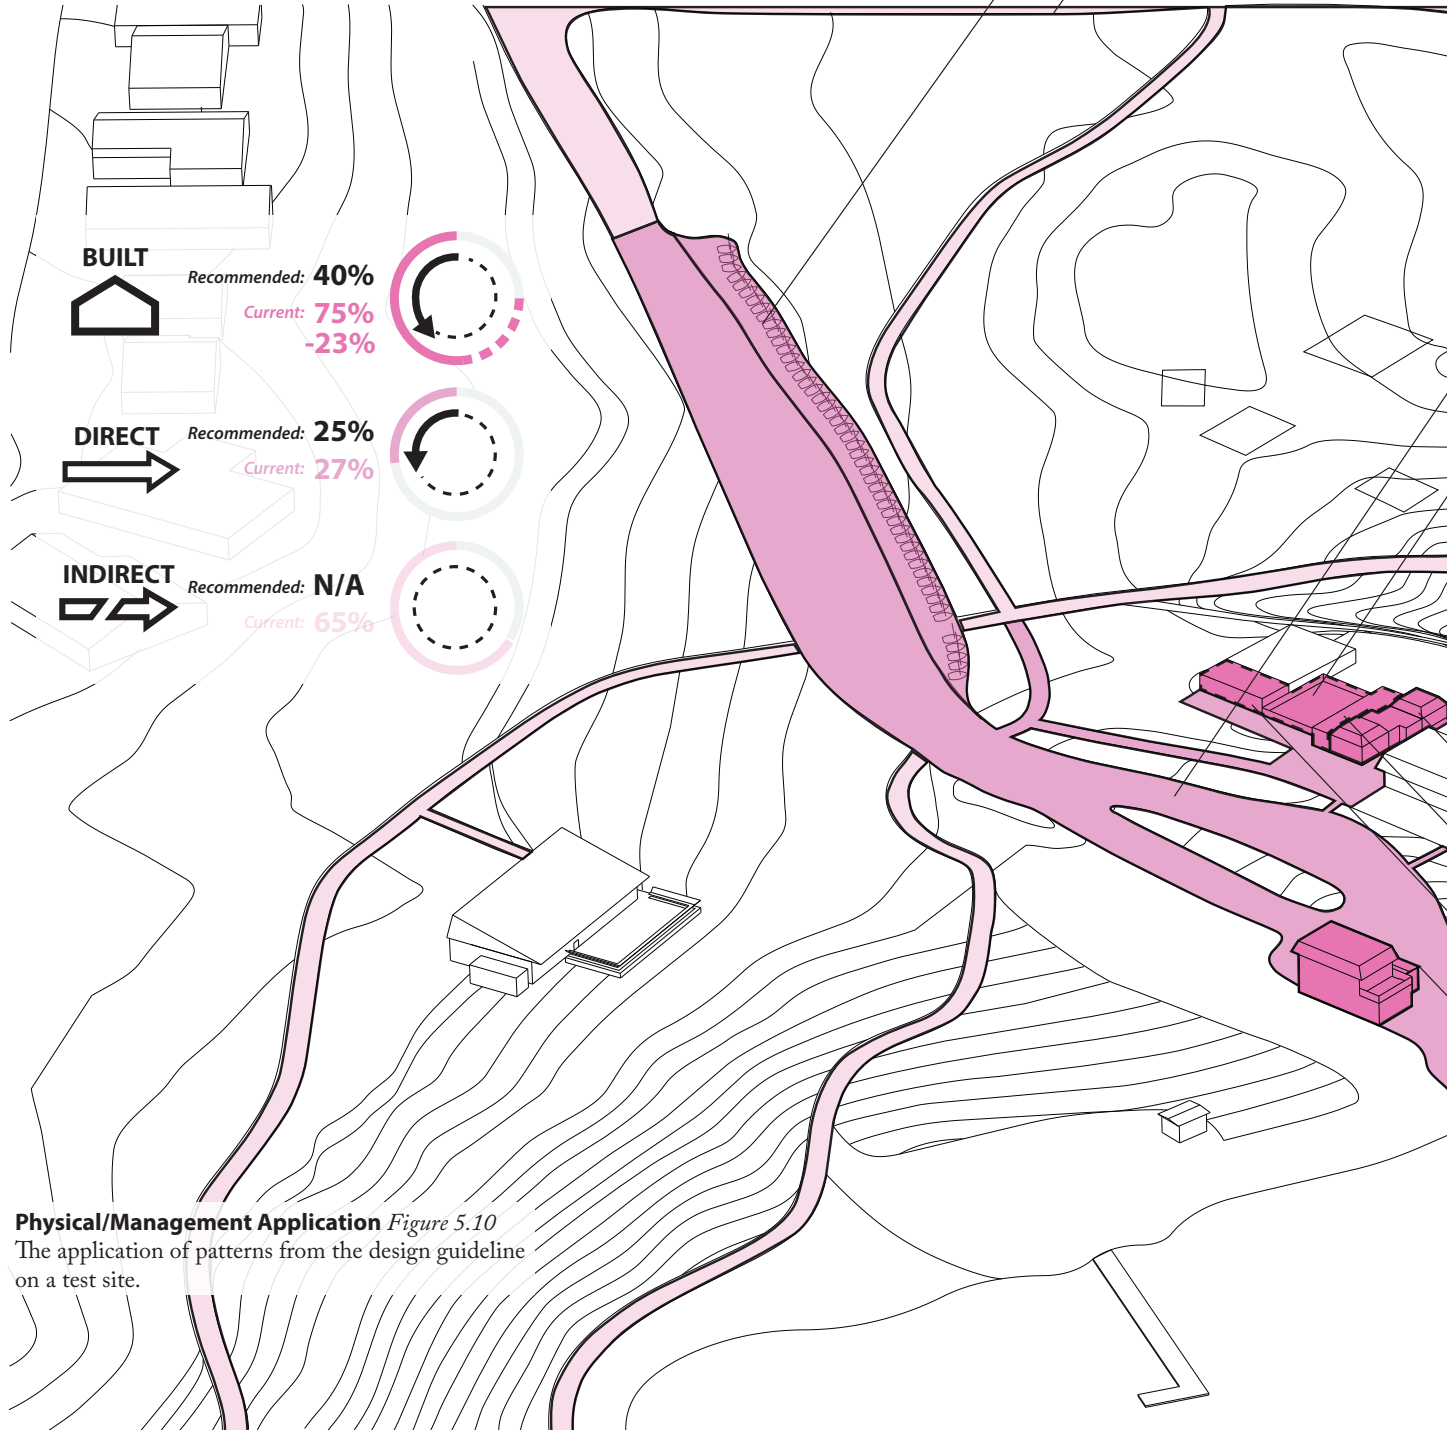 BUILT
Recommended: 40%
Current: 75%
-23%
DIRECT
Recommended: 25%
Current: 27%
INDIRECT
Recommended: N/A
Current: 65%
Physical/Management Application Figure 5.10
The application of patterns from the design guideline
on a test site.